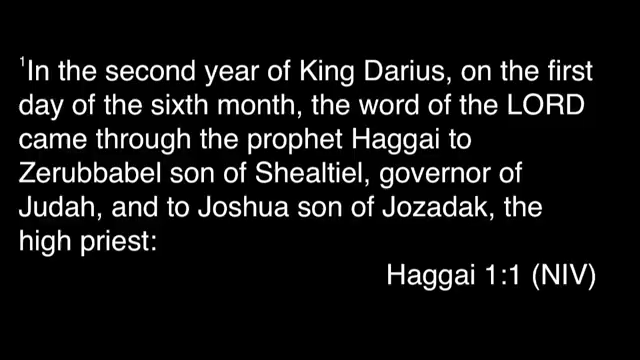 ¹In the second year of King Darius, on the first
day of the sixth month, the word of the LORD
came through the prophet Haggai to
Zerubbabel son of Shealtiel, governor of
Judah, and to Joshua son of Jozadak, the
high priest:
Haggai 1:1 (NIV)